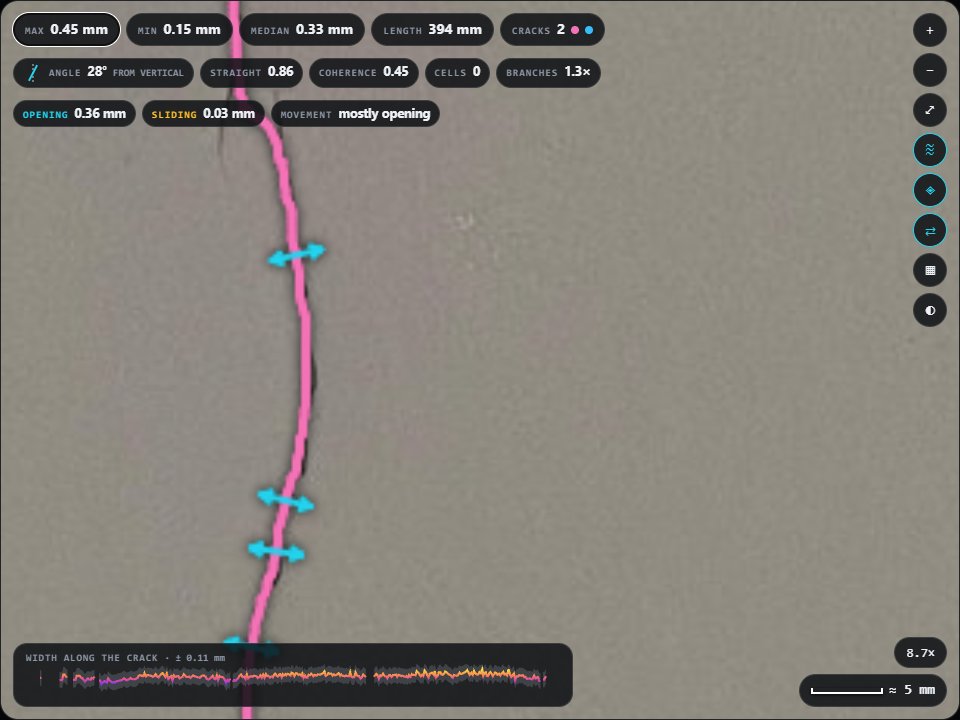 MAX 0.45 mm MIN 0.15 mm MEDIAN 0.33 mm LENGTH 394 mm CRACKS 2
ANGLE 28° FROM VERTICAL STRAIGHT 0.86 COHERENCE 0.45 CELLS 0 BRANCHES 1.3×
OPENING 0.36 mm SLIDING 0.03 mm MOVEMENT mostly opening
WIDTH ALONG THE CRACK · ± 0.11 mm
8.7×
≈ 5 mm